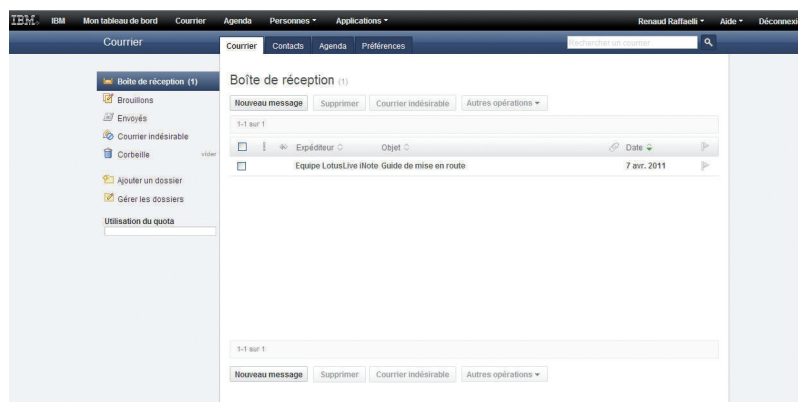 IBM. IBM Mon tableau de bord Courrier Agenda Personnes Applications Renaud Raffaelli Aide Déconnexi
Courrier
Courrier Contacts Agenda Préférences Rechercher un courrier
Boîte de réception (1)
Brouillons
Envoyés
Courrier indésirable
Corbeille vider
Ajouter un dossier
Gérer les dossiers
Utilisation du quota
Boîte de réception (1)
Nouveau message Supprimer Courrier indésirable Autres opérations
1-1 sur 1
! Expéditeur Objet Date
Equipe LotusLive iNote Guide de mise en route 7 avr. 2011
1-1 sur 1
Nouveau message Supprimer Courrier indésirable Autres opérations